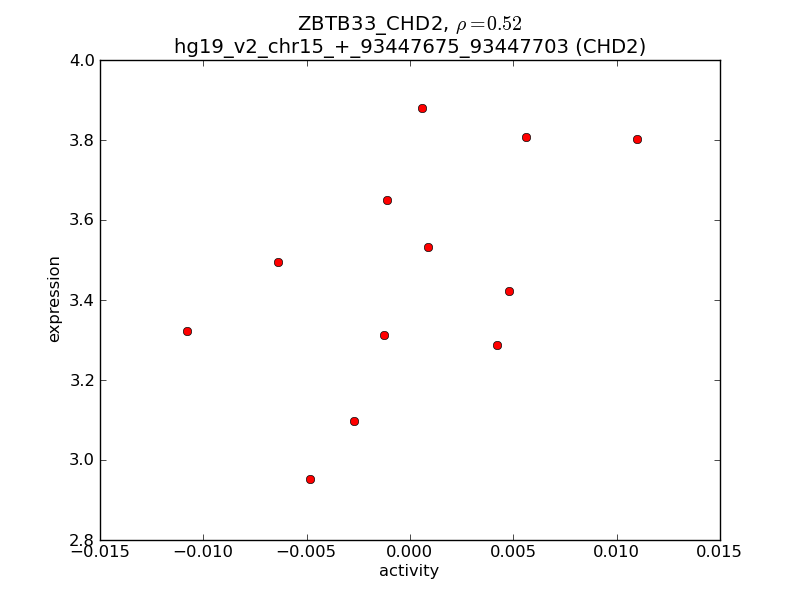 ZBTB33_CHD2, ρ = 0.52
hg19_v2_chr15_+_93447675_93447703 (CHD2)
4.0
3.8
3.6
3.4
3.2
3.0
2.8
expression
−0.015 −0.010 −0.005 0.000 0.005 0.010 0.015
activity